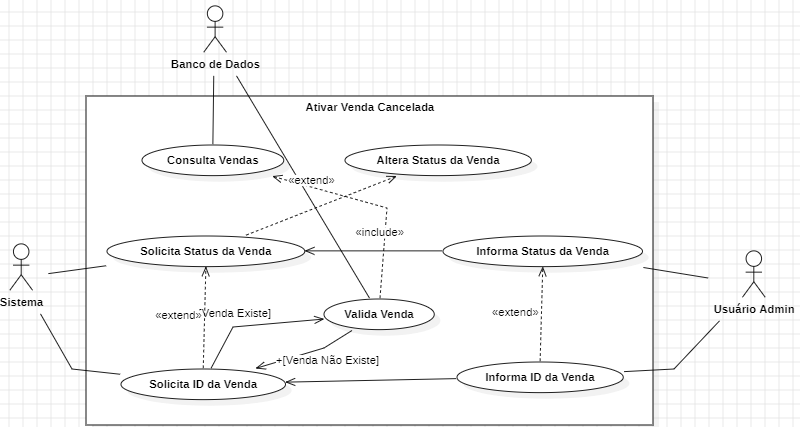 Banco de Dados
Ativar Venda Cancelada
Consulta Vendas
Altera Status da Venda
«extend»
«include»
Solicita Status da Venda
Informa Status da Venda
Sistema
Usuário Admin
«extend»
Venda Existe]
Valida Venda
«extend»
+[Venda Não Existe]
Solicita ID da Venda
Informa ID da Venda